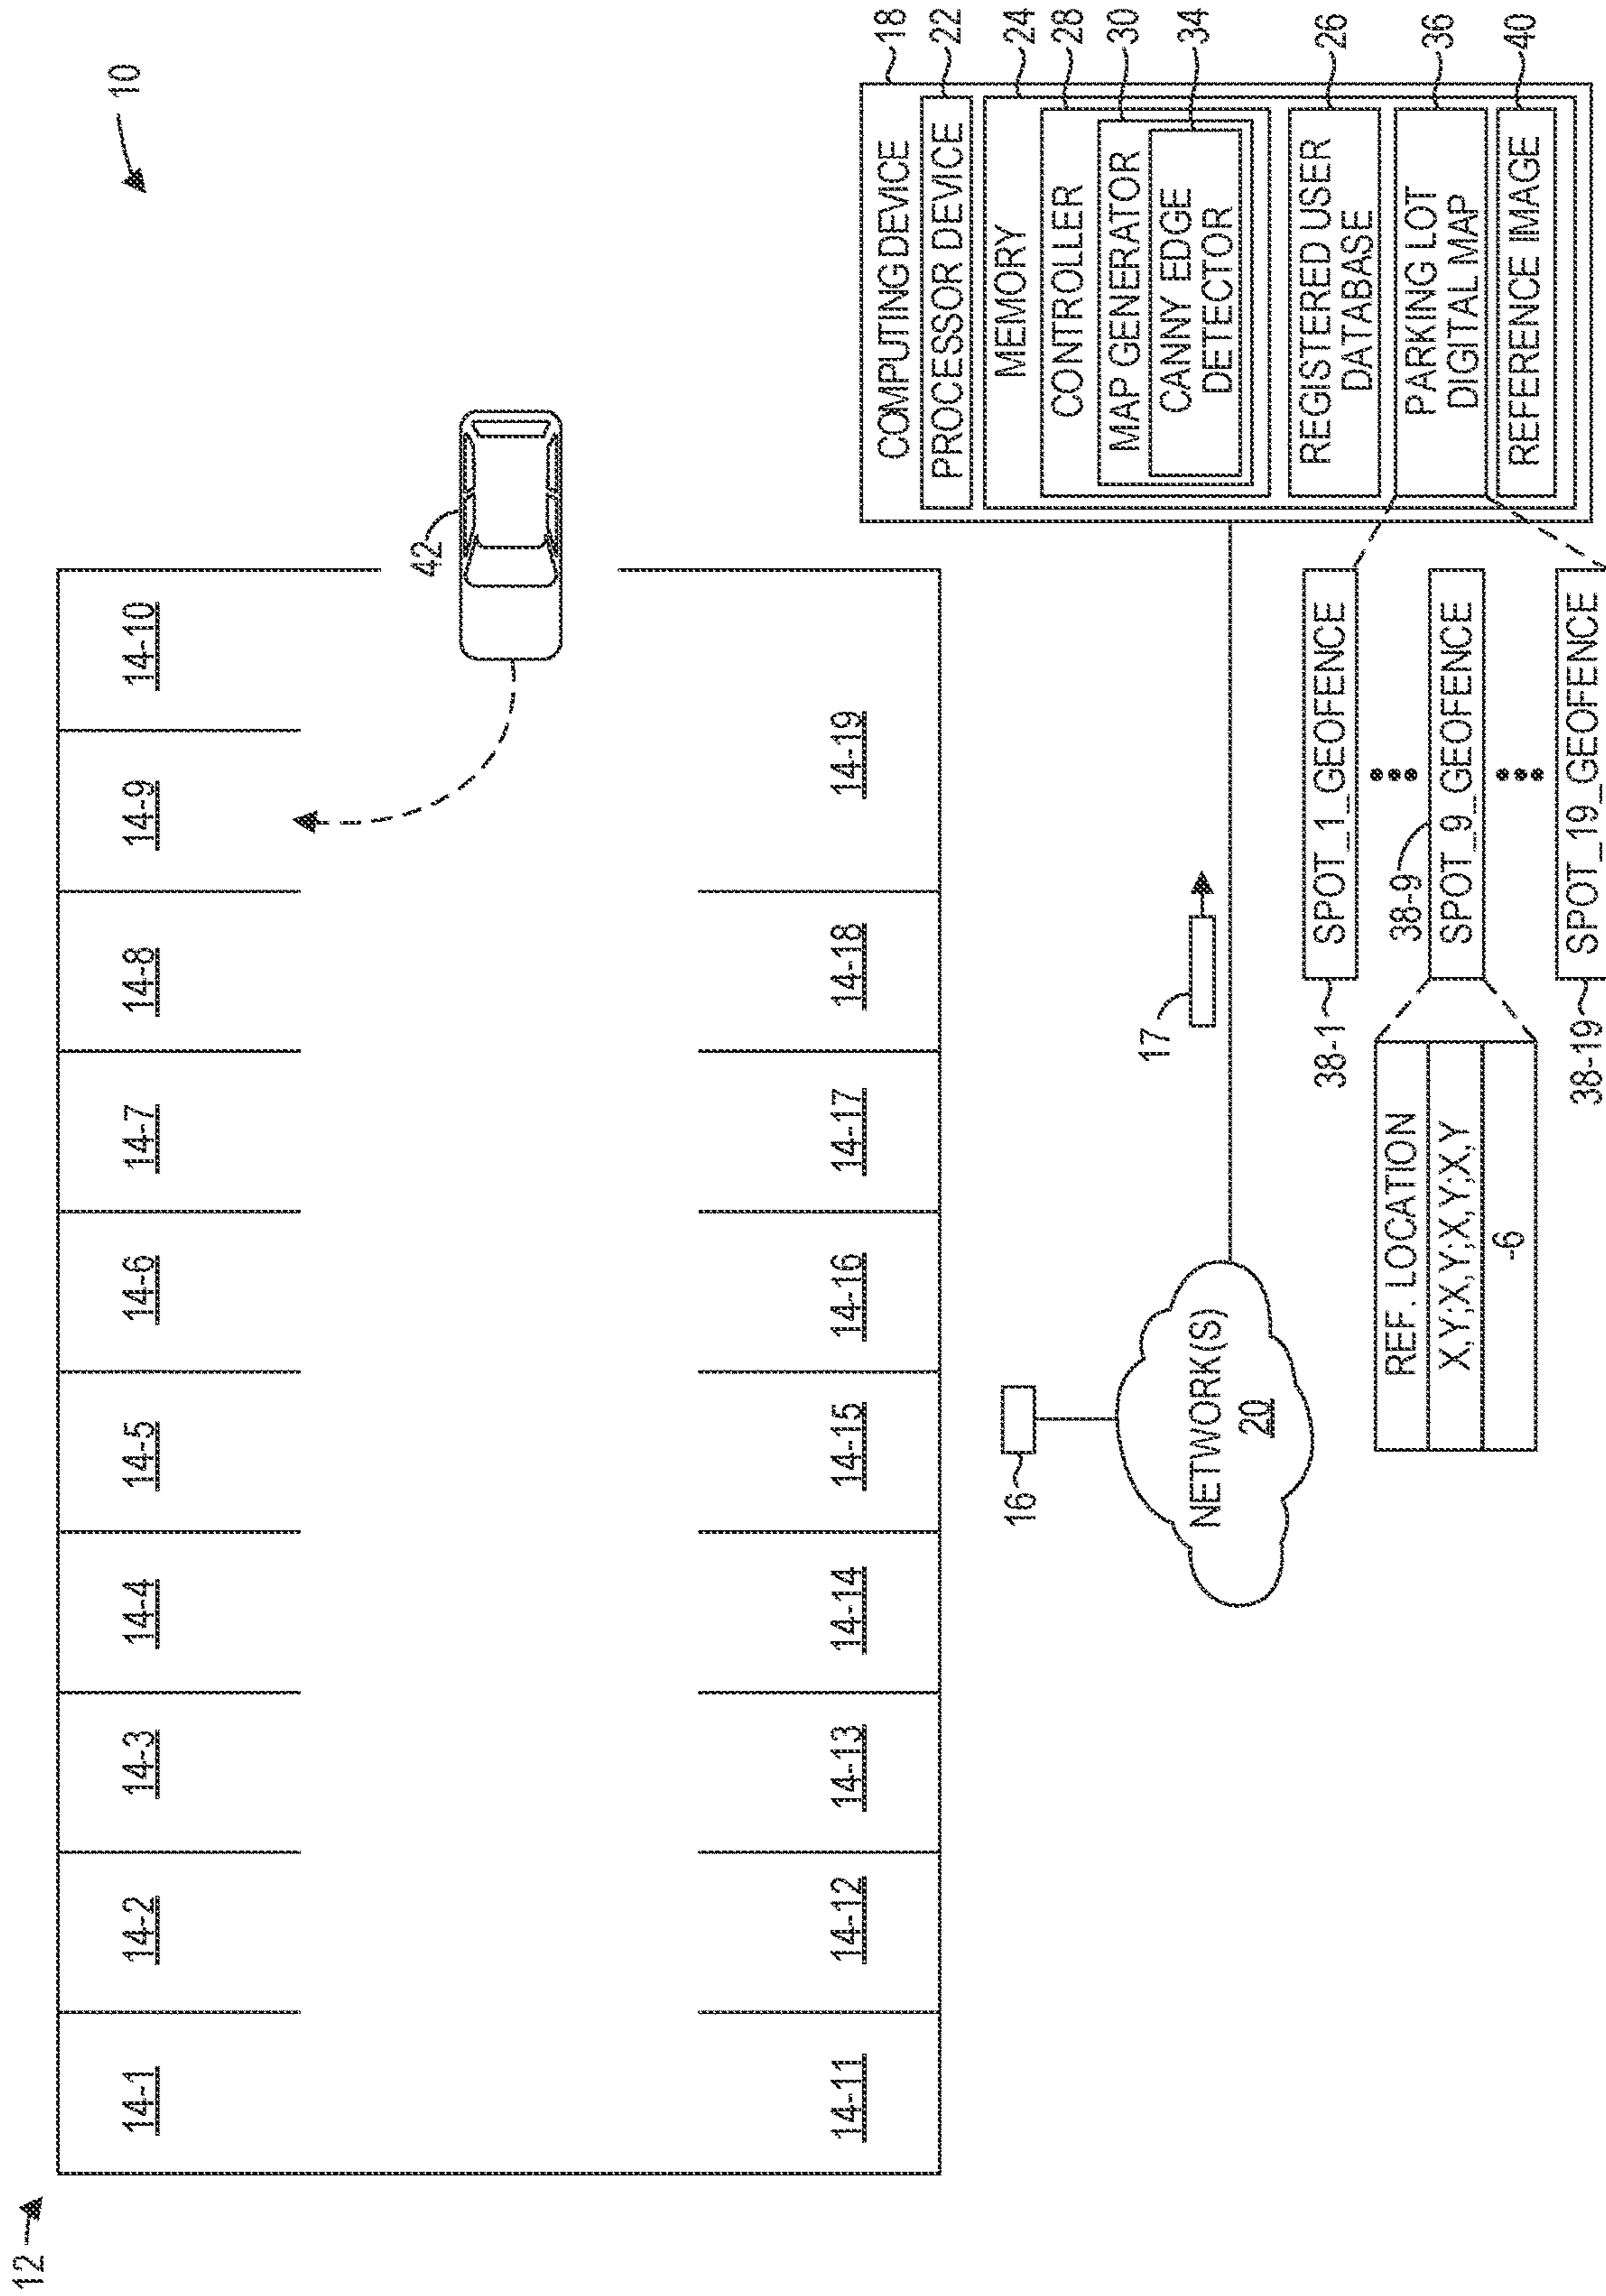 10
12
14-1
14-2
14-3
14-4
14-5
14-6
14-7
14-8
14-9
14-10
42
14-11
14-12
14-13
14-14
14-15
14-16
14-17
14-18
14-19
16
NETWORK(S)
20
17
COMPUTING DEVICE
18
PROCESSOR DEVICE
22
MEMORY
24
CONTROLLER
28
MAP GENERATOR
30
CANNY EDGE
DETECTOR
34
REGISTERED USER
DATABASE
26
PARKING LOT
DIGITAL MAP
36
REFERENCE IMAGE
40
38-1
SPOT_1_GEOFENCE
38-9
SPOT_9_GEOFENCE
38-19
SPOT_19_GEOFENCE
REF. LOCATION
X,Y;X,Y;X,Y;X,Y
-6